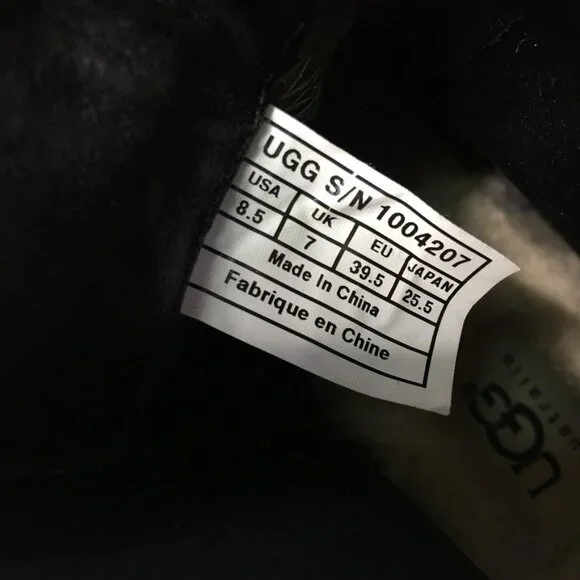 UGG S/N 1004207
USA UK EU JAPAN
8.5 7 39.5 25.5
Made In China
Fabrique en Chine
UGG
australia